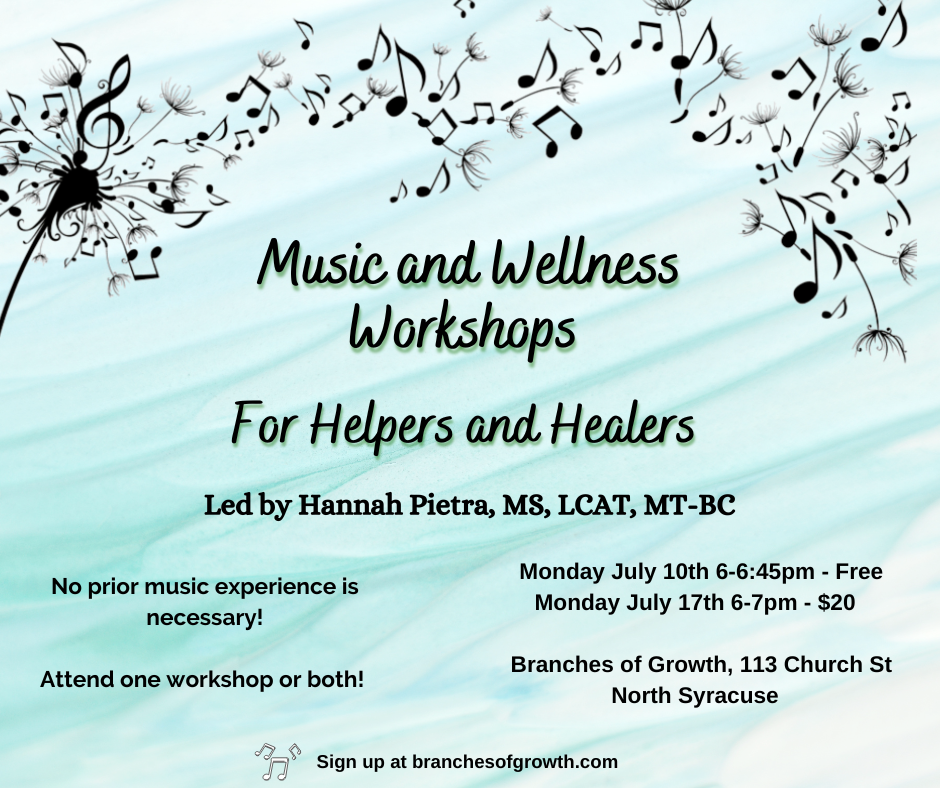 Music and Wellness
Workshops
For Helpers and Healers
Led by Hannah Pietra, MS, LCAT, MT-BC
No prior music experience is
necessary!
Attend one workshop or both!
Monday July 10th 6-6:45pm - Free
Monday July 17th 6-7pm - $20
Branches of Growth, 113 Church St
North Syracuse
Sign up at branchesofgrowth.com